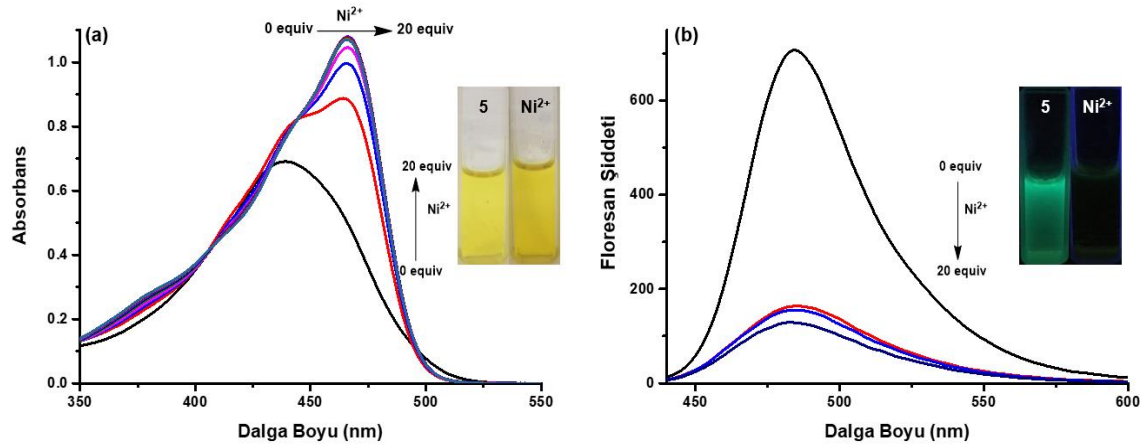 (a)
Ni2+
0 equiv
20 equiv
1.0
0.8
0.6
0.4
0.2
0.0
Absorbans
20 equiv
Ni2+
0 equiv
5
Ni2+
350
400
450
500
550
Dalga Boyu (nm)
(b)
600
400
200
0
Floresan Şiddeti
0 equiv
Ni2+
20 equiv
5
Ni2+
450
500
550
600
Dalga Boyu (nm)